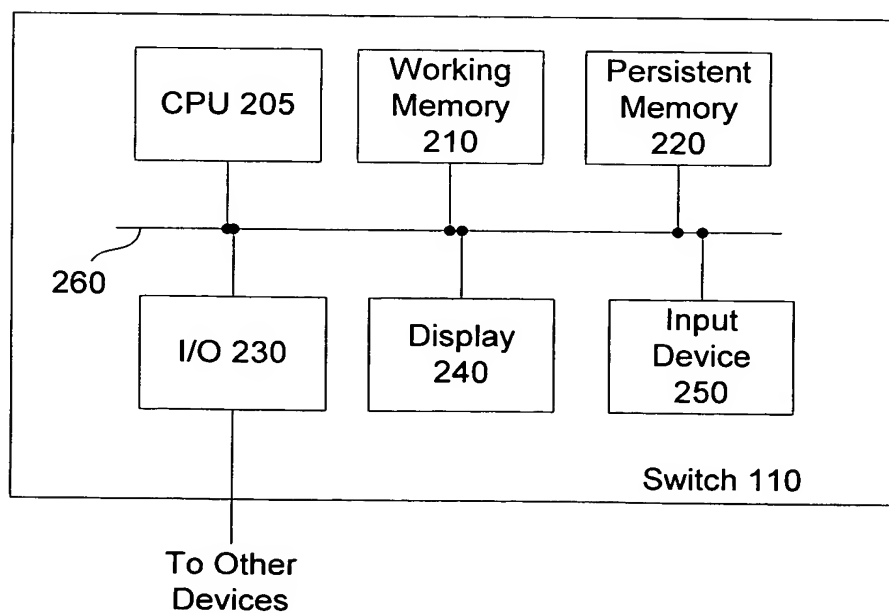 CPU 205
Working
Memory
210
Persistent
Memory
220
260
I/O 230
Display
240
Input
Device
250
Switch 110
To Other
Devices